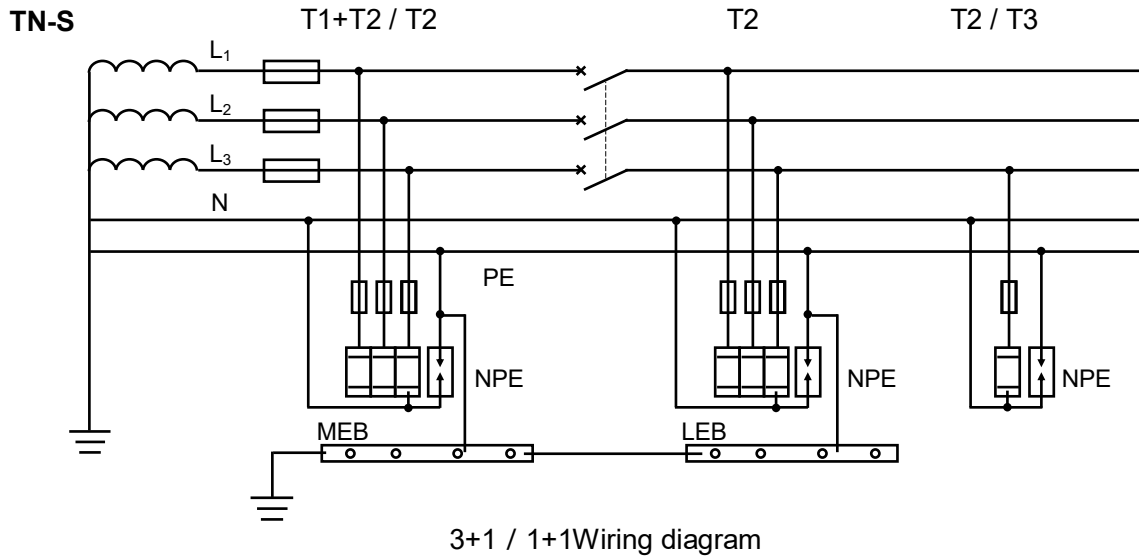 TN-S
T1+T2 / T2
T2
T2 / T3
L₁
L₂
L₃
N
PE
NPE
NPE
NPE
MEB
LEB
3+1 / 1+1Wiring diagram